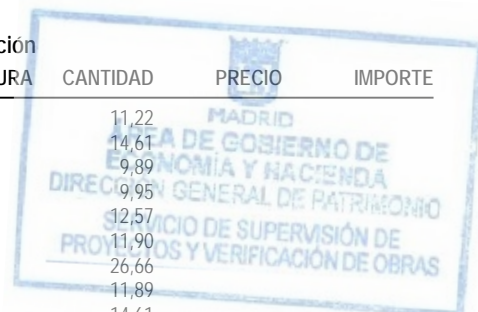 ción
URA CANTIDAD PRECIO IMPORTE
11,22
14,61
9,89
9,95
12,57
11,90
26,66
11,89
14,61
MADRID
ÁREA DE GOBIERNO DE
ECONOMÍA Y HACIENDA
DIRECCIÓN GENERAL DE PATRIMONIO
SERVICIO DE SUPERVISIÓN DE
PROYECTOS Y VERIFICACIÓN DE OBRAS